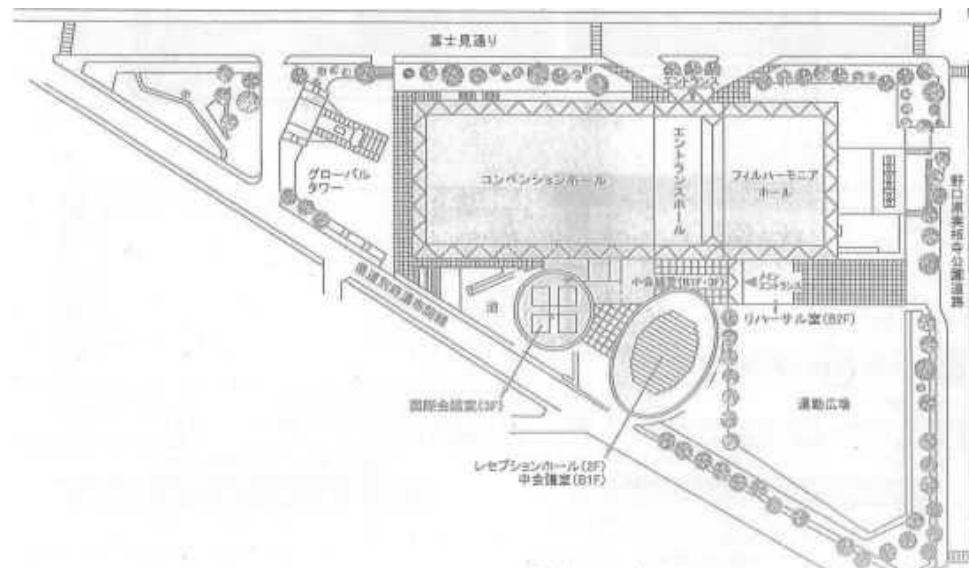 富士見通り
エントランス
グローバル
タワー
コンベンションホール
エントランスホール
フィルハーモニア
ホール
中会議室(B1F・3F)
メイン
エントランス
リハーサル室(B2F)
国際会議室(3F)
運動広場
レセプションホール(2F)
中会議室(B1F)